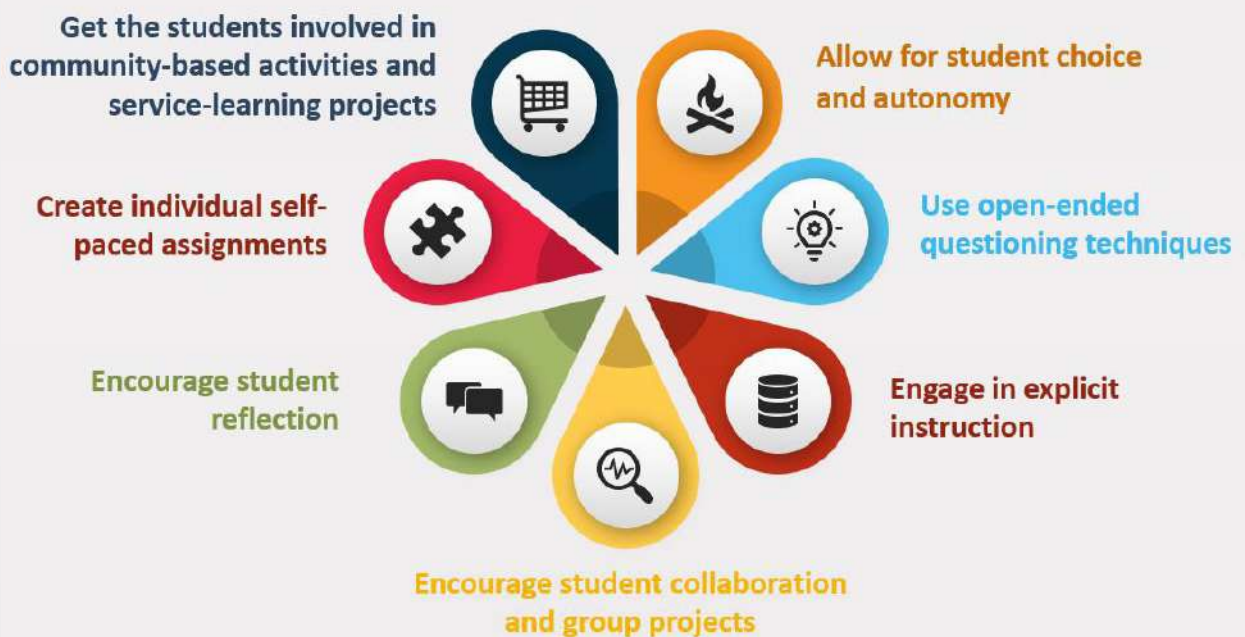 Get the students involved in
community-based activities and
service-learning projects
Allow for student choice
and autonomy
Create individual self-
paced assignments
Use open-ended
questioning techniques
Encourage student
reflection
Engage in explicit
instruction
Encourage student collaboration
and group projects